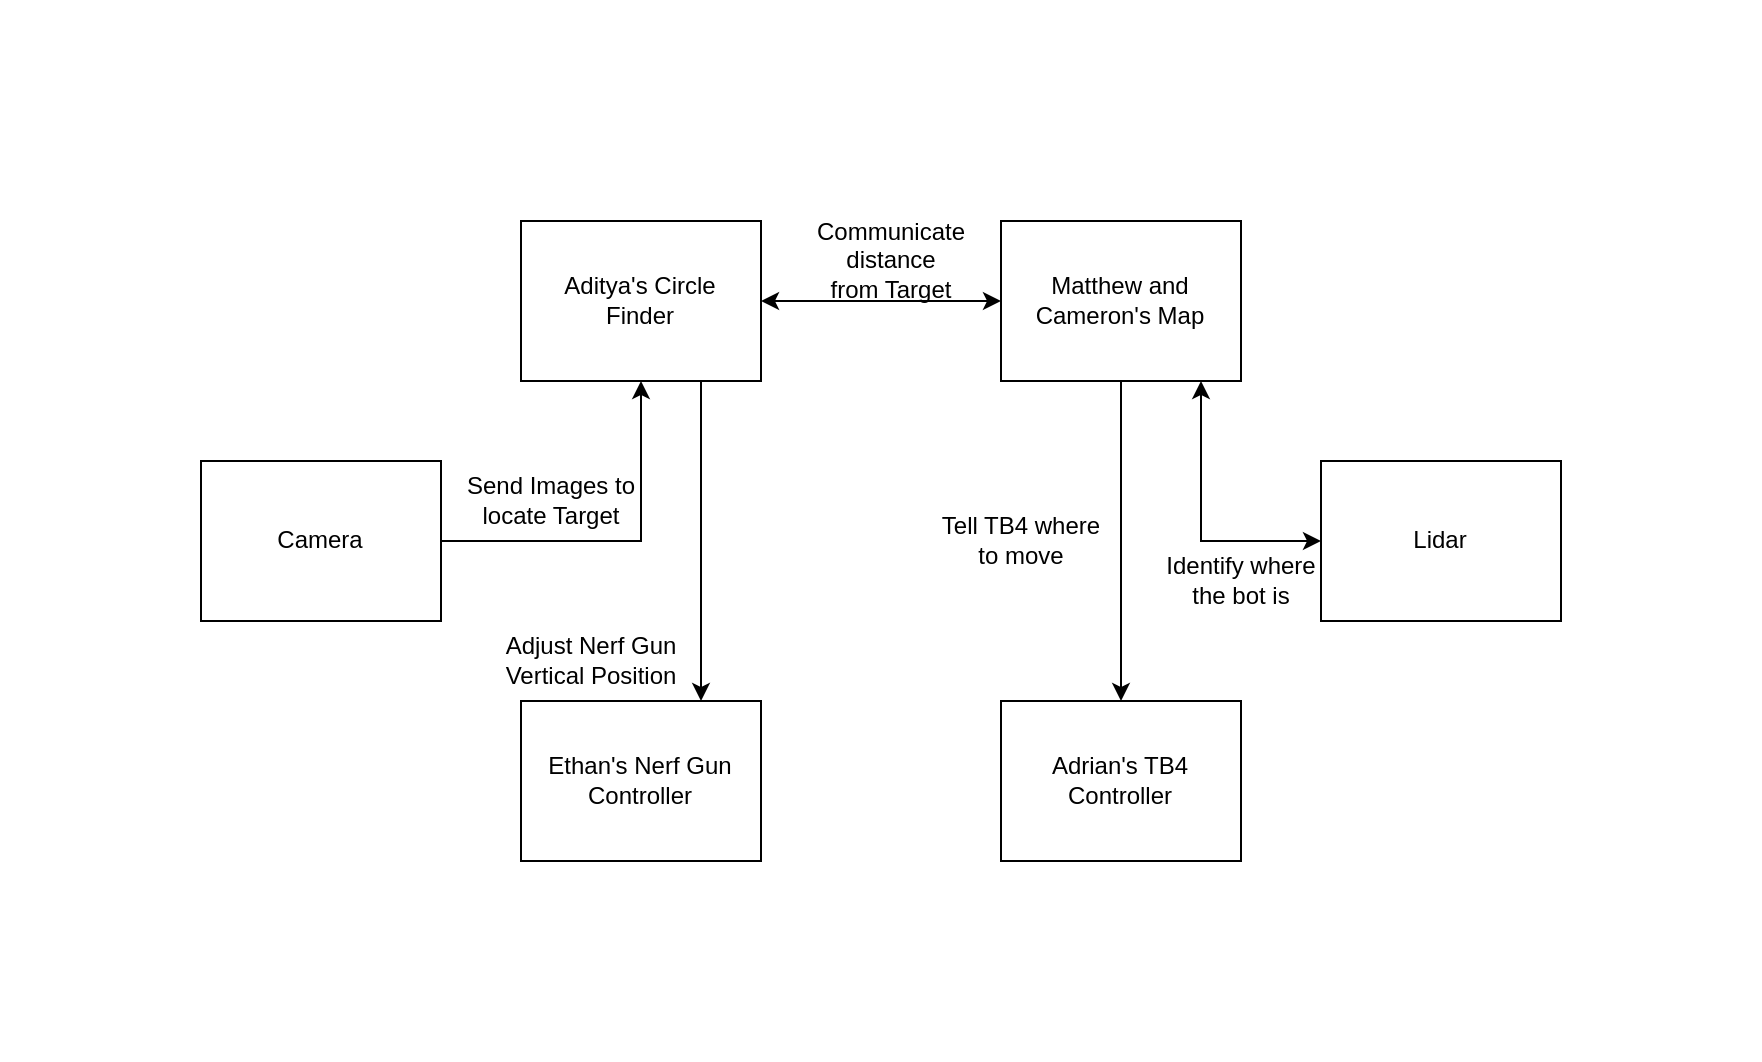 Communicate
distance
from Target
Aditya's Circle
Finder
Matthew and
Cameron's Map
Send Images to
locate Target
Camera
Tell TB4 where
to move
Lidar
Identify where
the bot is
Adjust Nerf Gun
Vertical Position
Ethan's Nerf Gun
Controller
Adrian's TB4
Controller